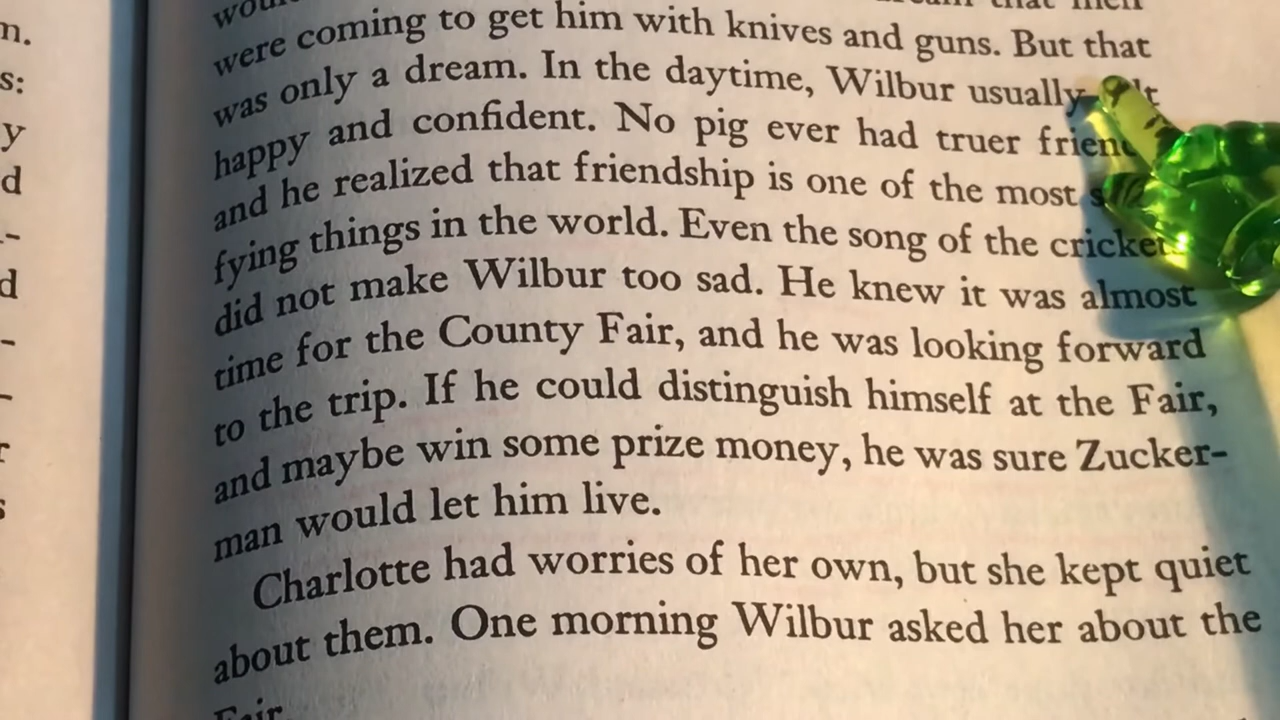 n.
s:
y
d
d
were coming to get him with knives and guns. But that
was only a dream. In the daytime, Wilbur usually
happy and confident. No pig ever had truer
and he realized that friendship is one of the most
fying things in the world. Even the song of the
did not make Wilbur too sad. He knew it was almost
time for the County Fair, and he was looking forward
to the trip. If he could distinguish himself at the Fair,
and maybe win some prize money, he was sure Zucker-
man would let him live.
Charlotte had worries of her own, but she kept quiet
about them. One morning Wilbur asked her about the